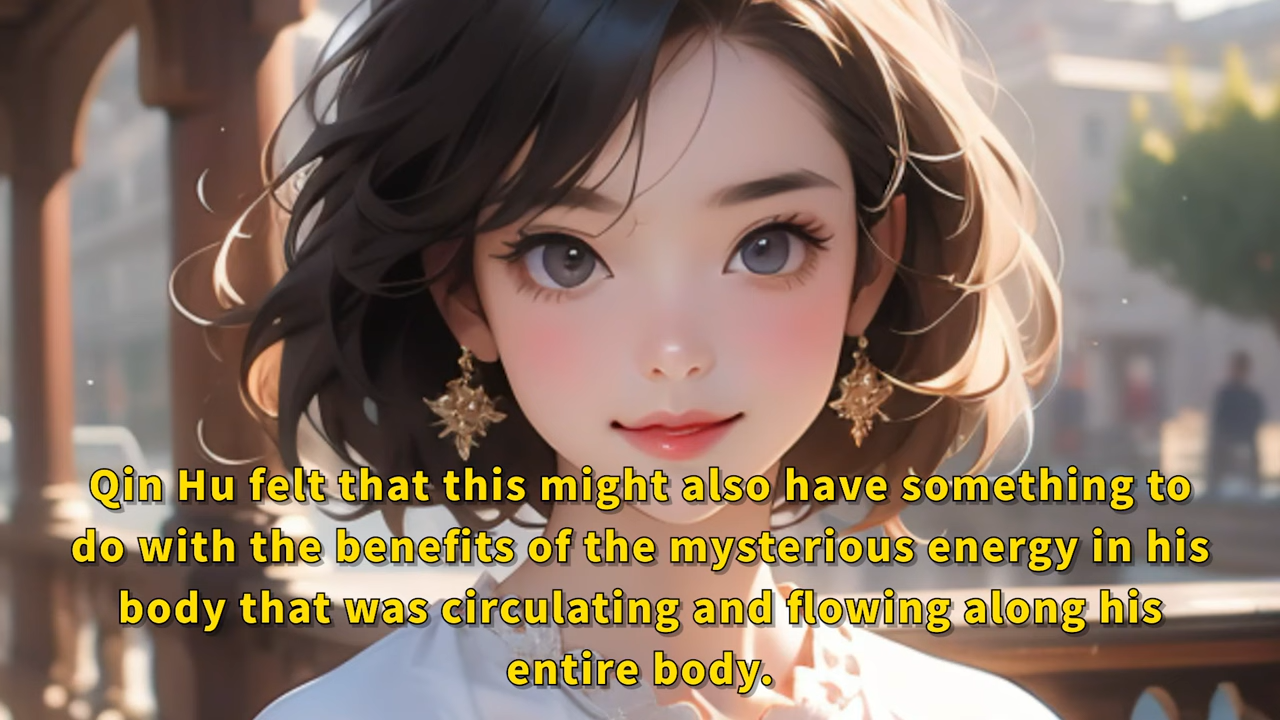 Qin Hu felt that this might also have something to
do with the benefits of the mysterious energy in his
body that was circulating and flowing along his
entire body.